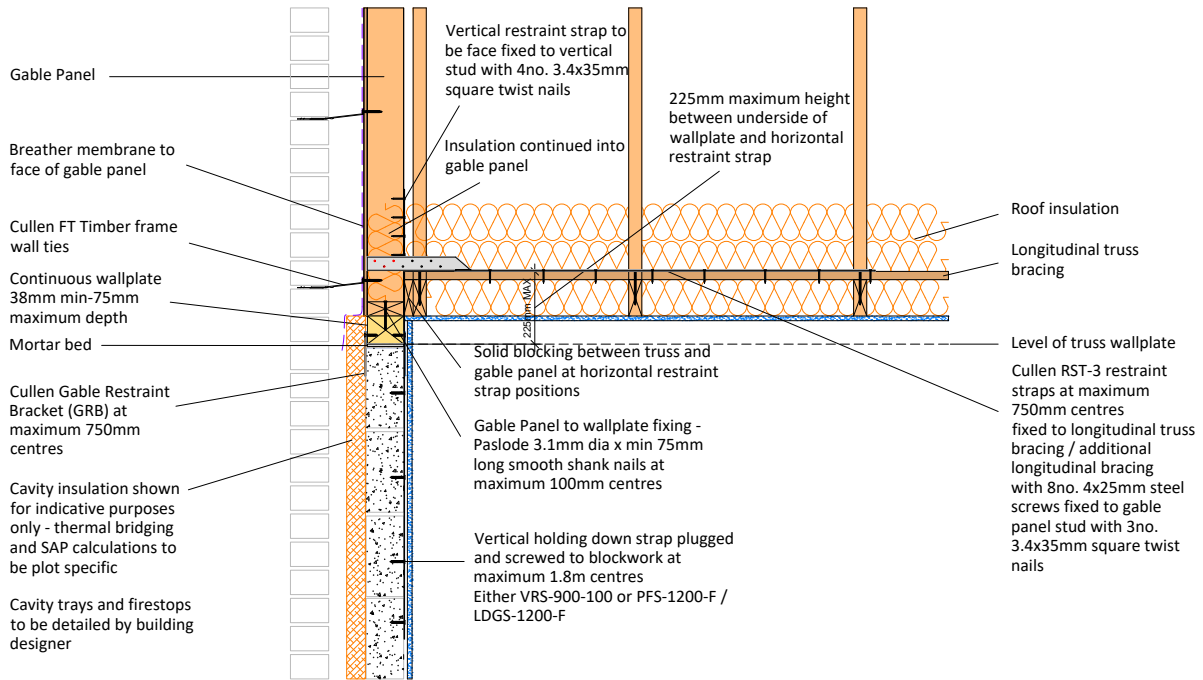 Gable Panel
Breather membrane to
face of gable panel
Cullen FT Timber frame
wall ties
Continuous wallplate
38mm min-75mm
maximum depth
Mortar bed
Cullen Gable Restraint
Bracket (GRB) at
maximum 750mm
centres
Cavity insulation shown
for indicative purposes
only - thermal bridging
and SAP calculations to
be plot specific
Cavity trays and firestops
to be detailed by building
designer
Vertical restraint strap to
be face fixed to vertical
stud with 4no. 3.4x35mm
square twist nails
Insulation continued into
gable panel
225mm maximum height
between underside of
wallplate and horizontal
restraint strap
225mm MAX
Solid blocking between truss and
gable panel at horizontal restraint
strap positions
Gable Panel to wallplate fixing -
Paslode 3.1mm dia x min 75mm
long smooth shank nails at
maximum 100mm centres
Vertical holding down strap plugged
and screwed to blockwork at
maximum 1.8m centres
Either VRS-900-100 or PFS-1200-F /
LDGS-1200-F
Roof insulation
Longitudinal truss
bracing
Level of truss wallplate
Cullen RST-3 restraint
straps at maximum
750mm centres
fixed to longitudinal truss
bracing / additional
longitudinal bracing
with 8no. 4x25mm steel
screws fixed to gable
panel stud with 3no.
3.4x35mm square twist
nails